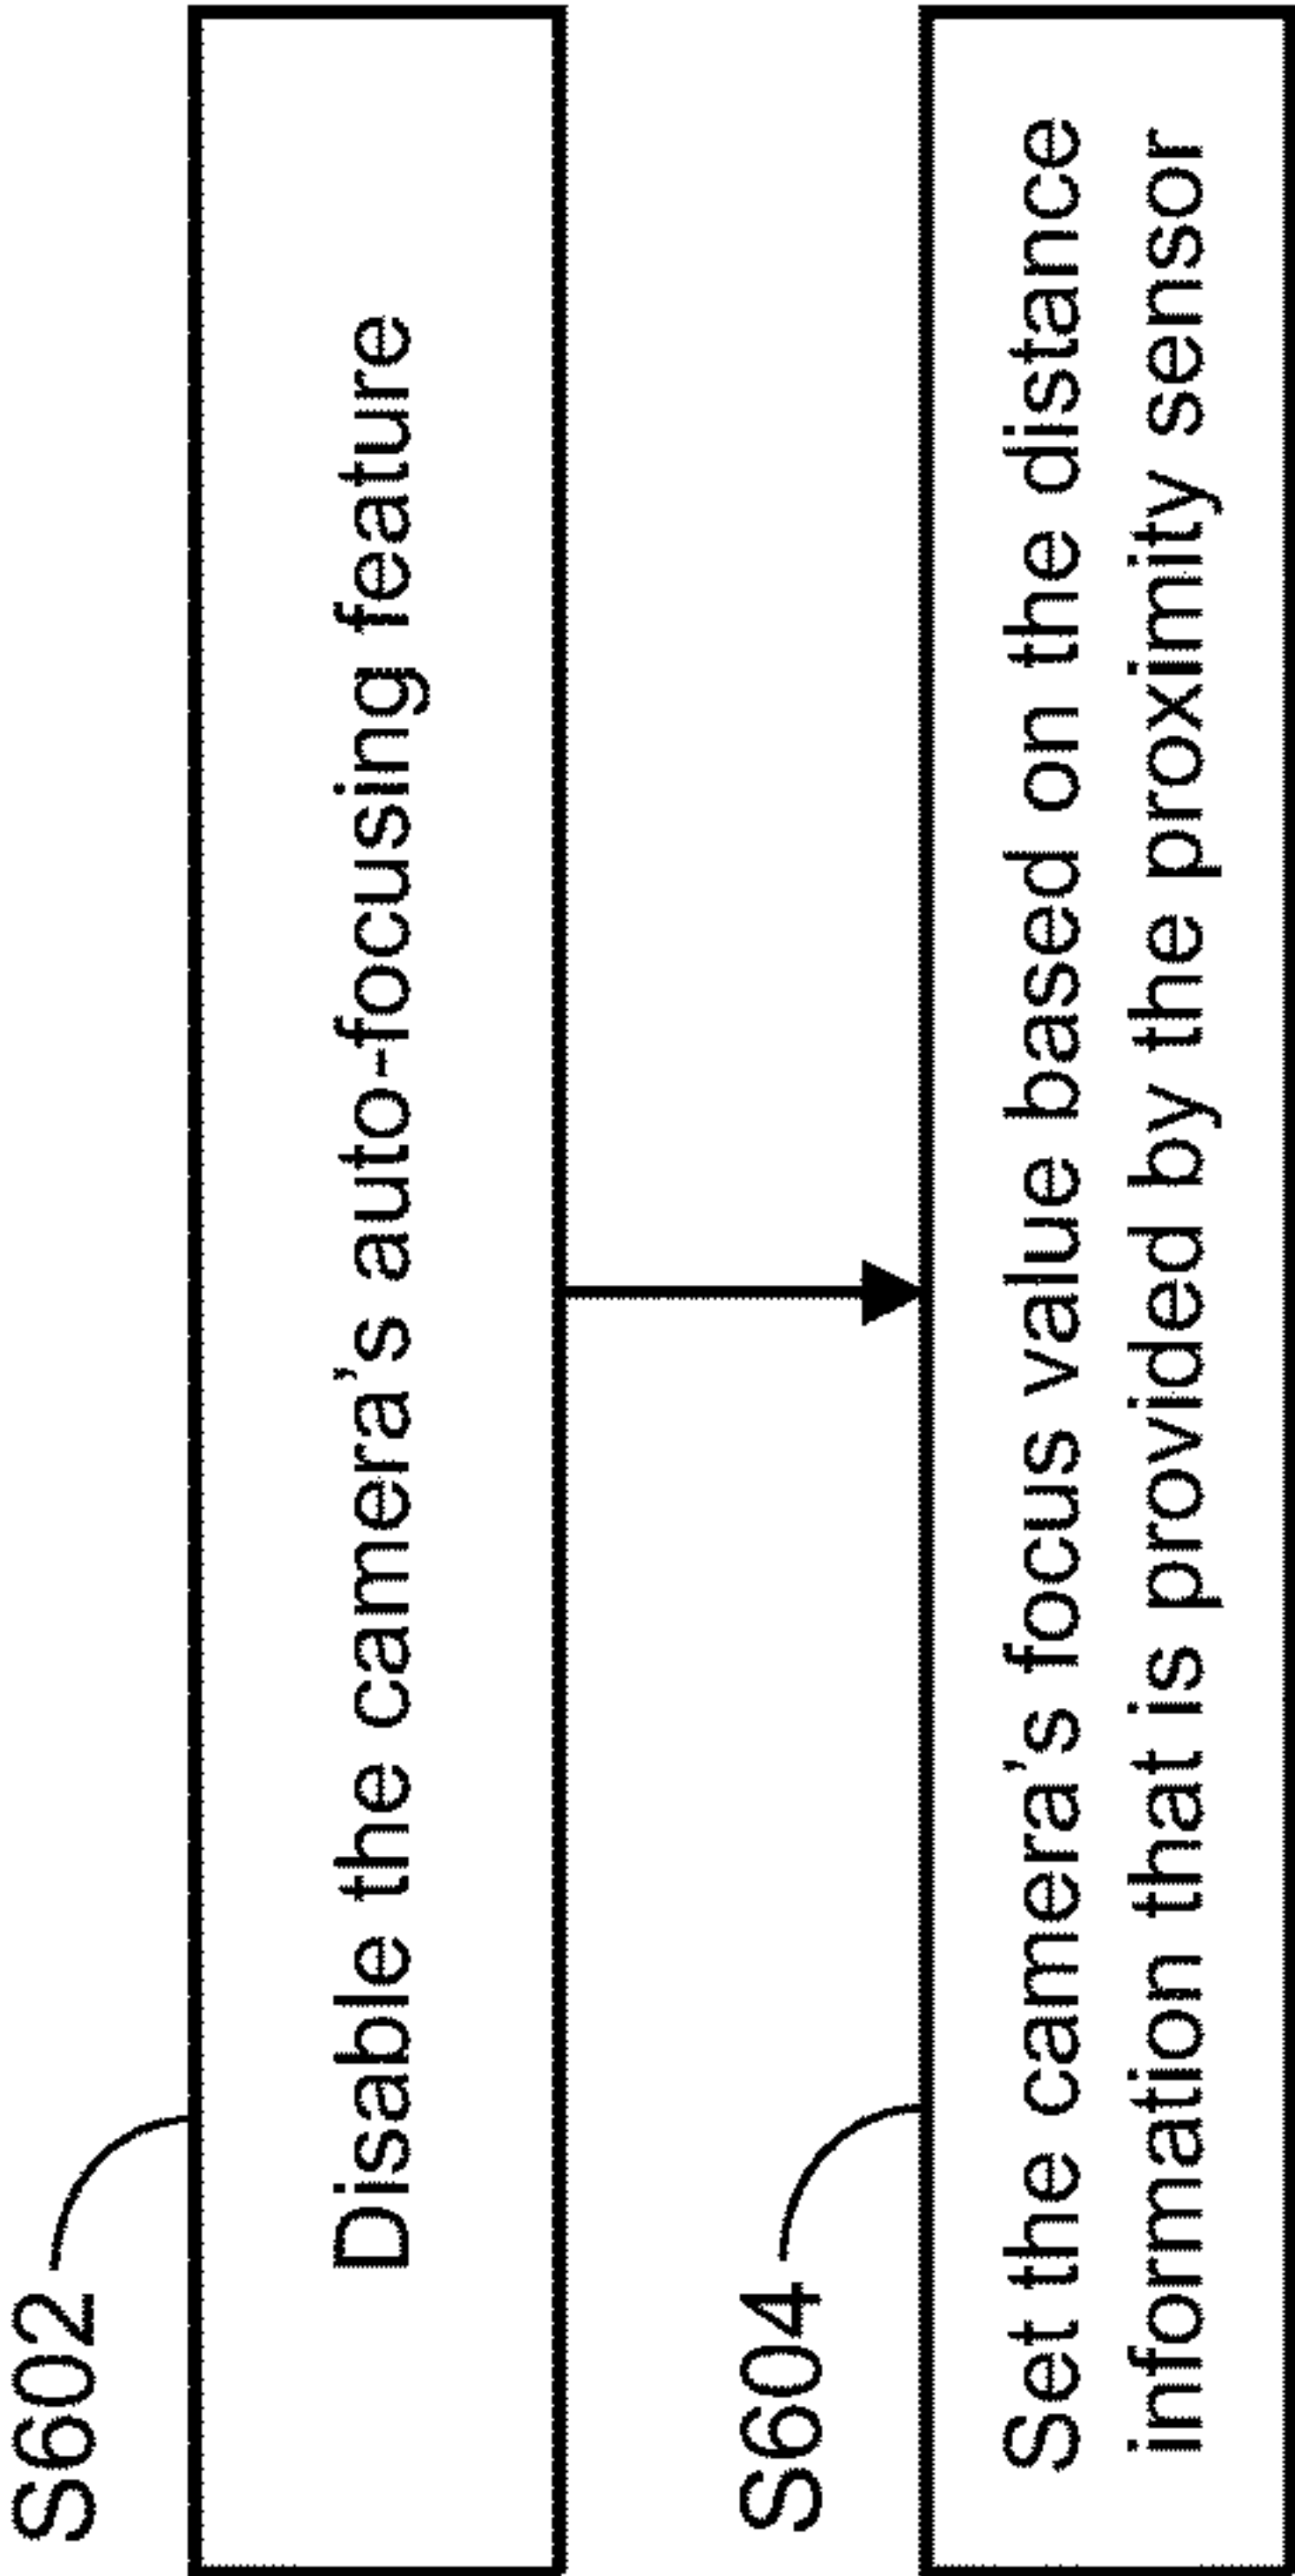 S602
Disable the camera's auto-focusing feature
S604
Set the camera's focus value based on the distance
information that is provided by the proximity sensor